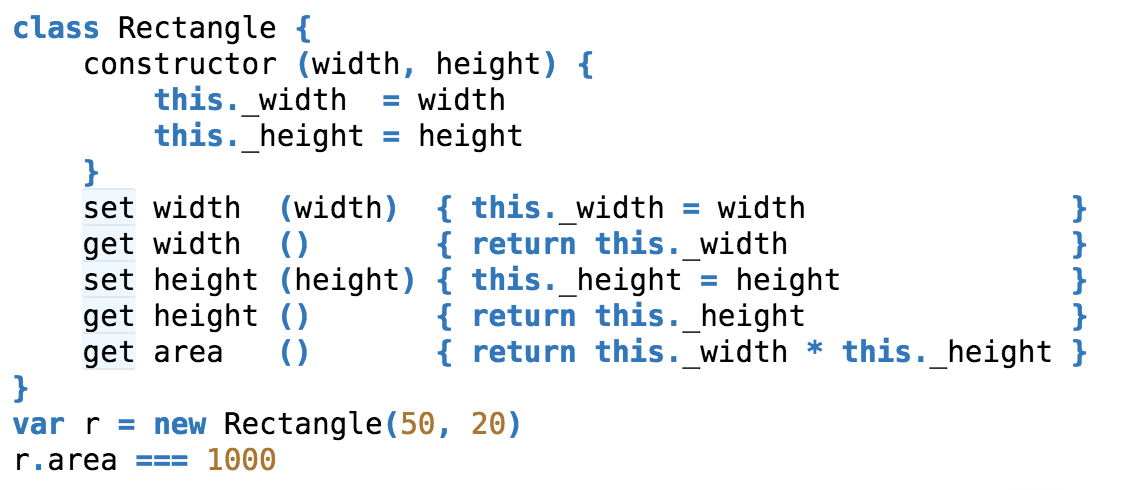 class Rectangle {
    constructor (width, height) {
        this._width  = width
        this._height = height
    }
    set width  (width)  { this._width = width               }
    get width  ()       { return this._width                }
    set height (height) { this._height = height             }
    get height ()       { return this._height               }
    get area   ()       { return this._width * this._height }
}
var r = new Rectangle(50, 20)
r.area === 1000